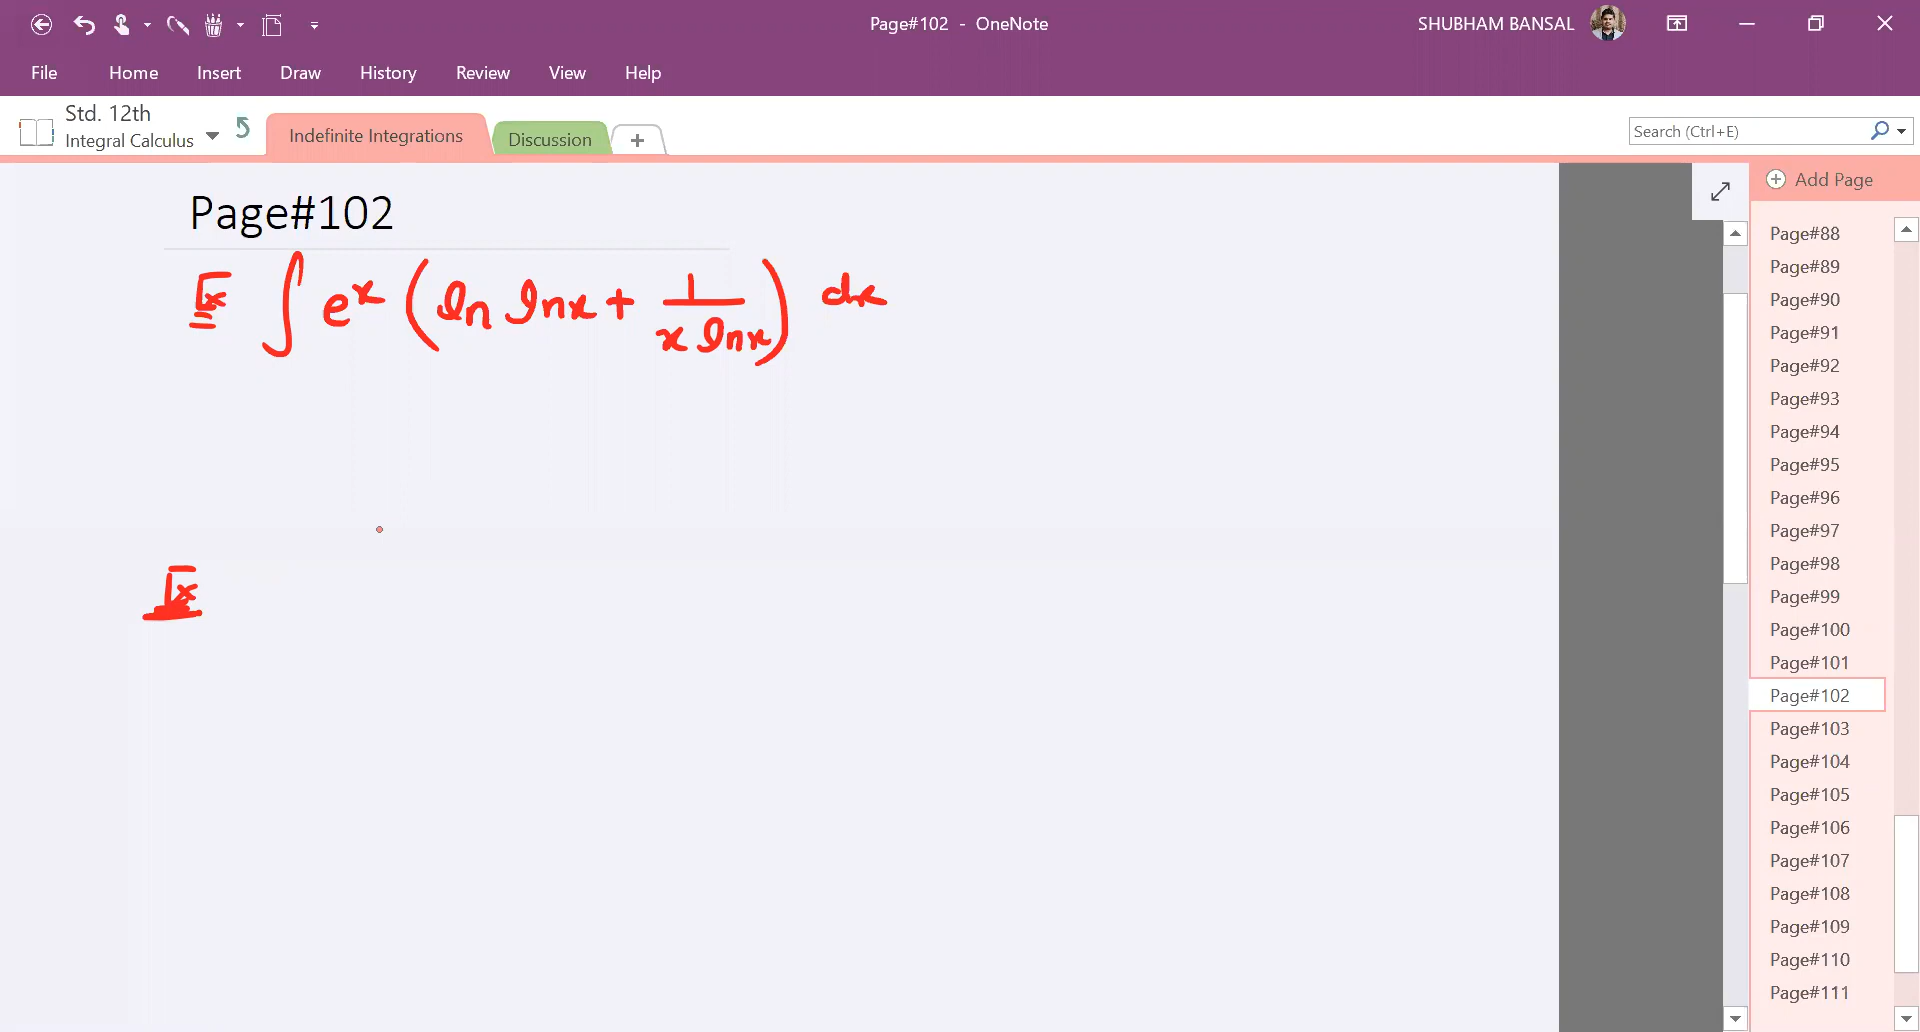 Page#102 - OneNote
SHUBHAM BANSAL
File Home Insert Draw History Review View Help
Std. 12th
Integral Calculus
Indefinite Integrations
Discussion
+
Search (Ctrl+E)
Page#102
Ex ∫ e^x (ln lnx + 1/(x lnx)) dx
Ex
Add Page
Page#88
Page#89
Page#90
Page#91
Page#92
Page#93
Page#94
Page#95
Page#96
Page#97
Page#98
Page#99
Page#100
Page#101
Page#102
Page#103
Page#104
Page#105
Page#106
Page#107
Page#108
Page#109
Page#110
Page#111